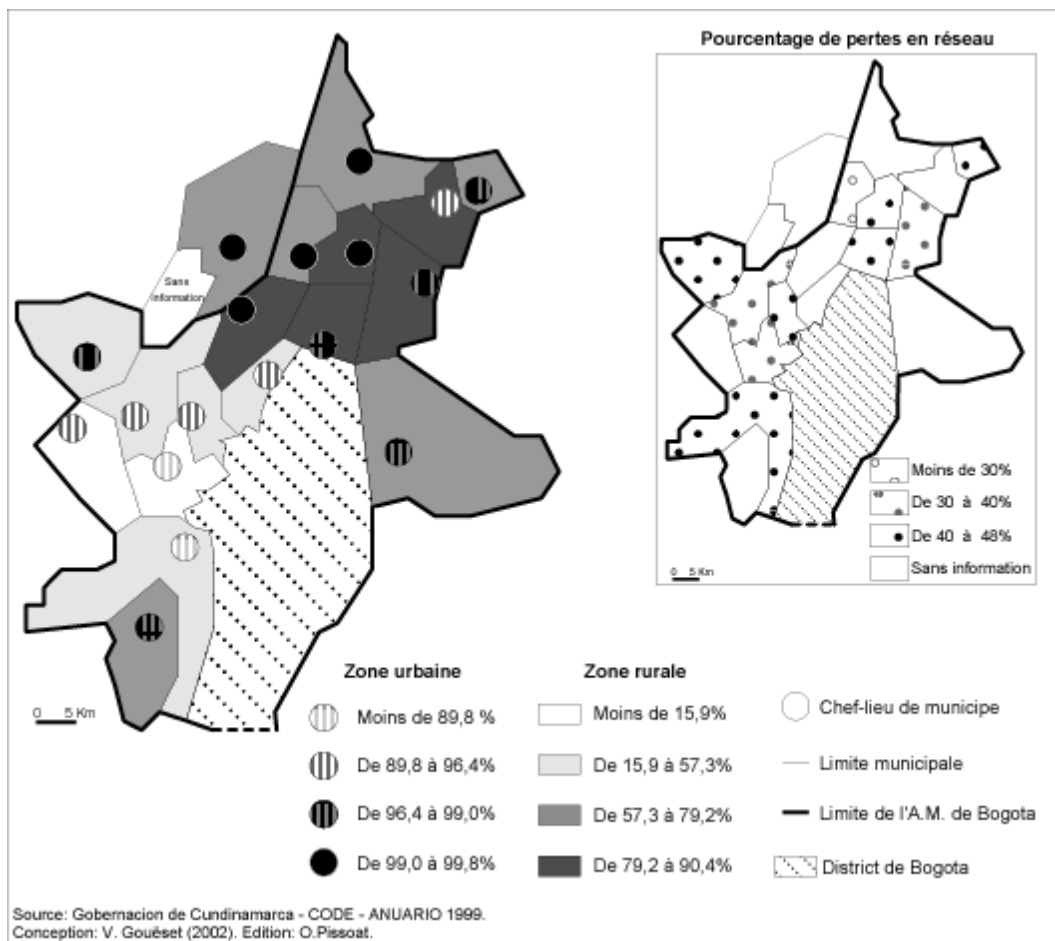 Pourcentage de pertes en réseau
Sans
information
Moins de 30%
De 30 à 40%
De 40 à 48%
Sans information
0 5 Km
0 5 Km
Zone urbaine
Moins de 89,8 %
De 89,8 à 96,4%
De 96,4 à 99,0%
De 99,0 à 99,8%
Zone rurale
Moins de 15,9%
De 15,9 à 57,3%
De 57,3 à 79,2%
De 79,2 à 90,4%
Chef-lieu de municipe
Limite municipale
Limite de l'A.M. de Bogota
District de Bogota
Source: Gobernacion de Cundinamarca - CODE - ANUARIO 1999.
Conception: V. Gouëset (2002). Edition: O.Pissoat.